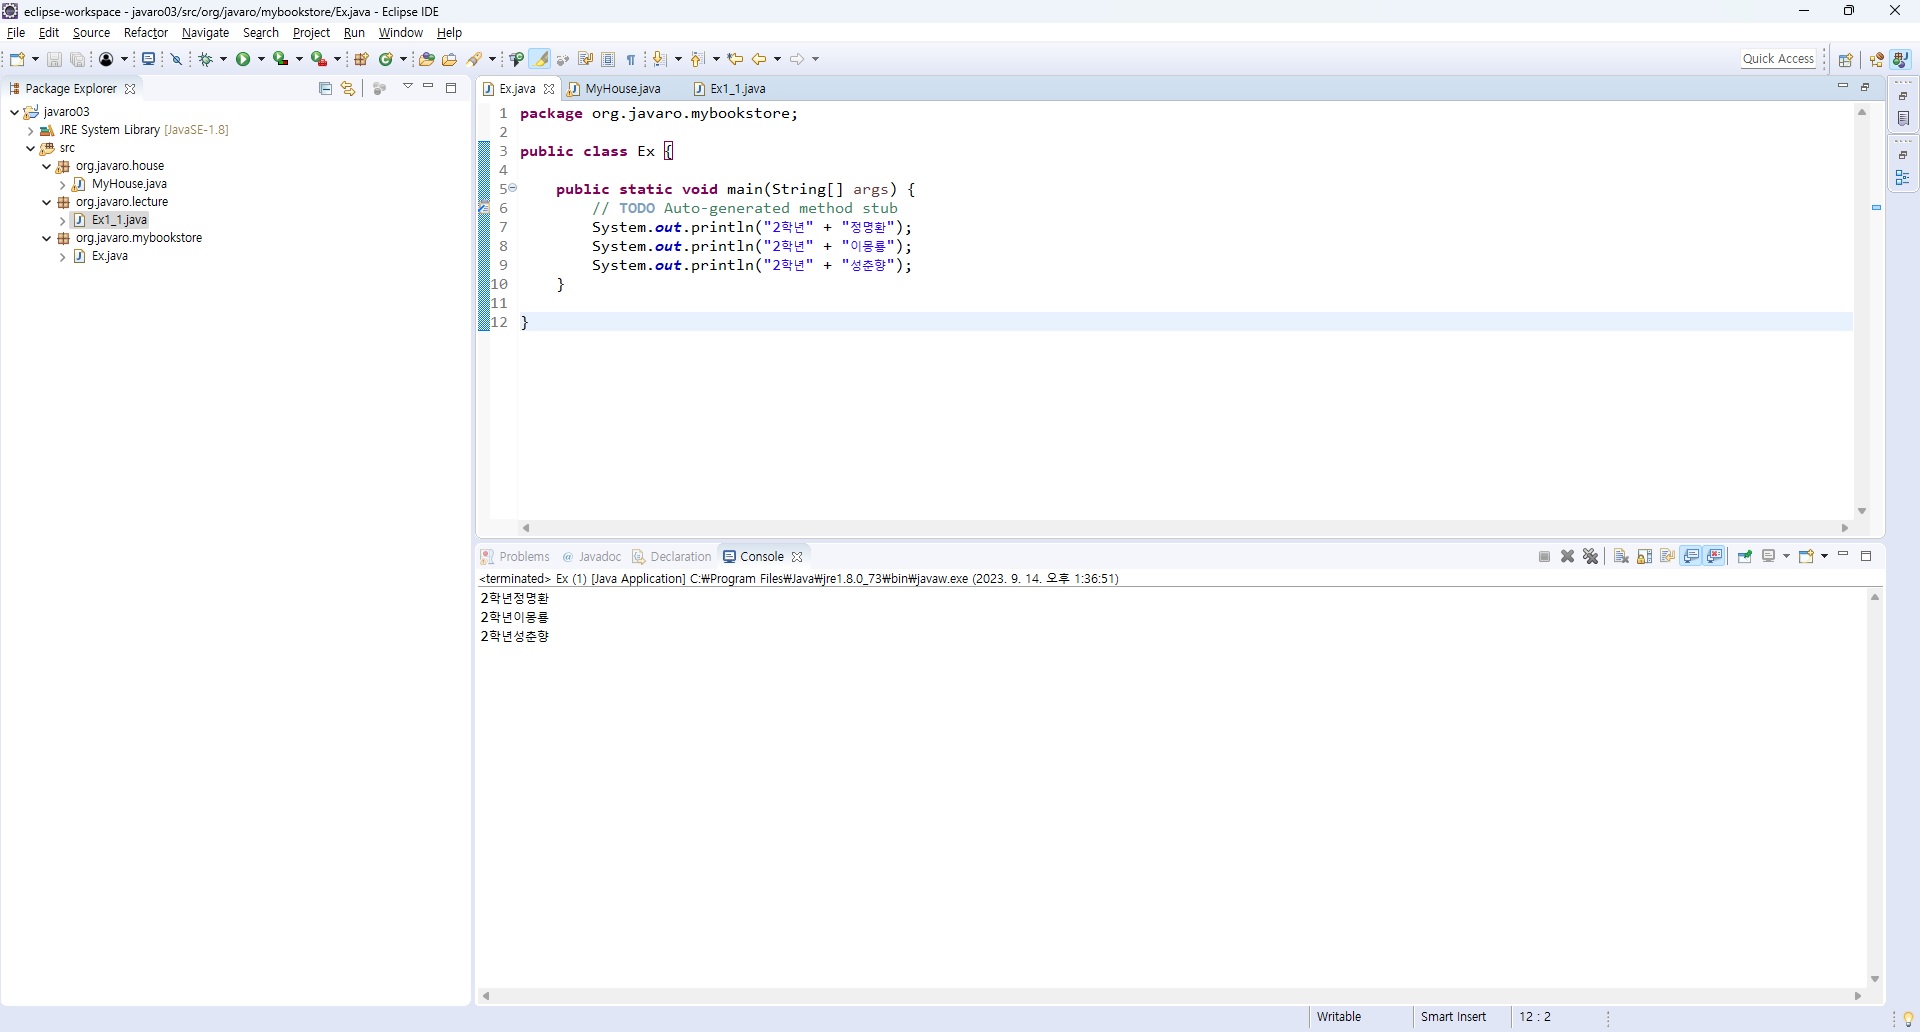 eclipse-workspace - javaro03/src/org/javaro/mybookstore/Ex.java - Eclipse IDE
File Edit Source Refactor Navigate Search Project Run Window Help
Quick Access
Package Explorer
javaro03
JRE System Library [JavaSE-1.8]
src
org.javaro.house
MyHouse.java
org.javaro.lecture
Ex1_1.java
org.javaro.mybookstore
Ex.java
Ex.java MyHouse.java Ex1_1.java
1 package org.javaro.mybookstore;
2
3 public class Ex {
4
5 public static void main(String[] args) {
6 // TODO Auto-generated method stub
7 System.out.println("2학년" + "정명환");
8 System.out.println("2학년" + "이몽룡");
9 System.out.println("2학년" + "성춘향");
10 }
11
12 }
Problems @ Javadoc Declaration Console
<terminated> Ex (1) [Java Application] C:₩Program Files₩Java₩jre1.8.0_73₩bin₩javaw.exe (2023. 9. 14. 오후 1:36:51)
2학년정명환
2학년이몽룡
2학년성춘향
Writable Smart Insert 12 : 2